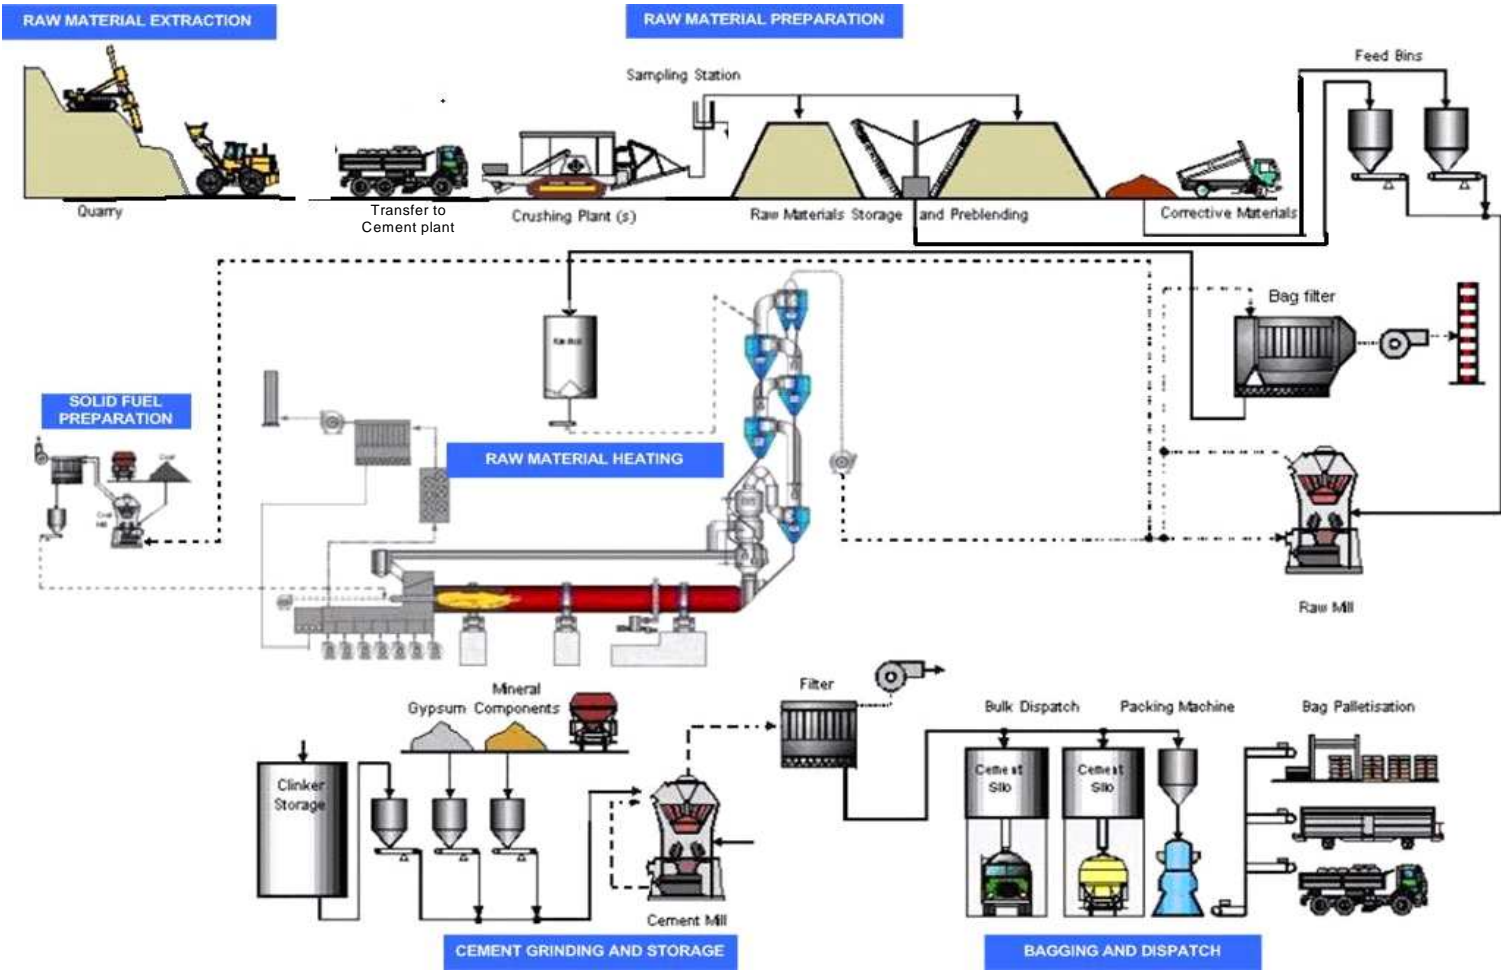 RAW MATERIAL EXTRACTION
RAW MATERIAL PREPARATION
Sampling Station
Feed Bins
Quarry
Transfer to
Cement plant
Crushing Plant (s)
Raw Materials Storage and Preblending
Corrective Materials
Bag filter
SOLID FUEL
PREPARATION
RAW MATERIAL HEATING
Coal
Coal
Mill
Raw Mill
Mineral
Gypsum Components
Filter
Bulk Dispatch
Packing Machine
Bag Palletisation
Clinker
Storage
Cement
Silo
Cement
Silo
Cement Mill
CEMENT GRINDING AND STORAGE
BAGGING AND DISPATCH